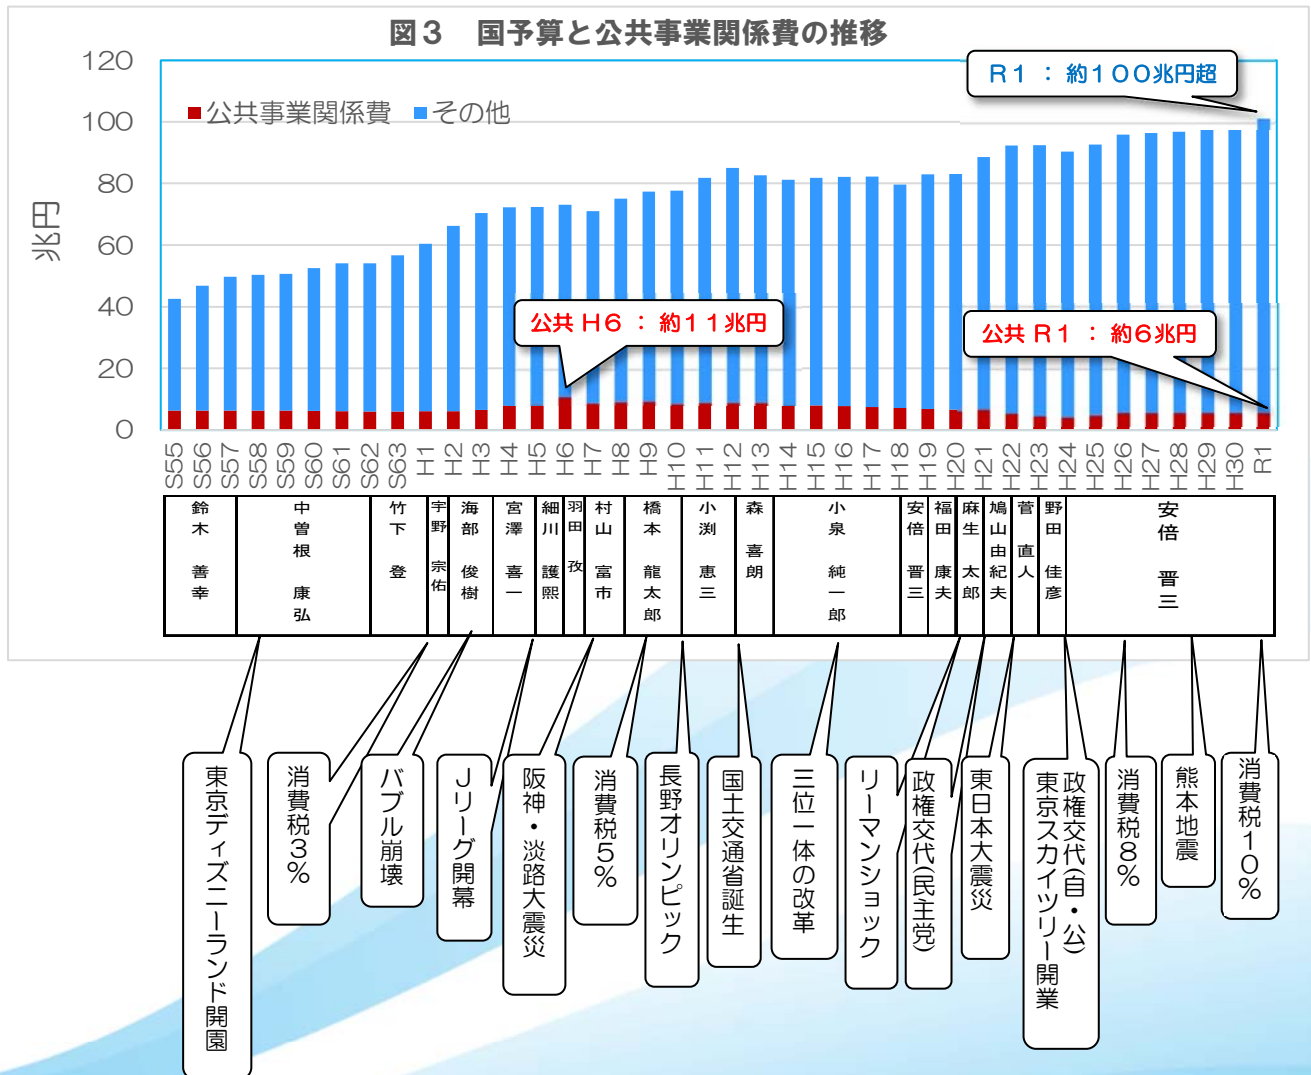 図３　国予算と公共事業関係費の推移
120
100
80
60
40
20
0
兆円
公共事業関係費
その他
Ｒ１ ： 約１００兆円超
公共 Ｈ６ ： 約１１兆円
公共 Ｒ１ ： 約６兆円
S55
S56
S57
S58
S59
S60
S61
S62
S63
H1
H2
H3
H4
H5
H6
H7
H8
H9
H10
H11
H12
H13
H14
H15
H16
H17
H18
H19
H20
H21
H22
H23
H24
H25
H26
H27
H28
H29
H30
R1
鈴木　善幸
中曽根　康弘
竹下　登
宇野　宗佑
海部　俊樹
宮澤　喜一
細川　護熙
羽田　孜
村山　富市
橋本　龍太郎
小渕　恵三
森　喜朗
小泉　純一郎
安倍　晋三
福田　康夫
麻生　太郎
鳩山由紀夫
菅　直人
野田　佳彦
安倍　晋三
東京ディズニーランド開園
消費税３％
バブル崩壊
Ｊリーグ開幕
阪神・淡路大震災
消費税５％
長野オリンピック
国土交通省誕生
三位一体の改革
リーマンショック
政権交代(民主党)
東日本大震災
政権交代(自・公)
東京スカイツリー開業
消費税８％
熊本地震
消費税１０％